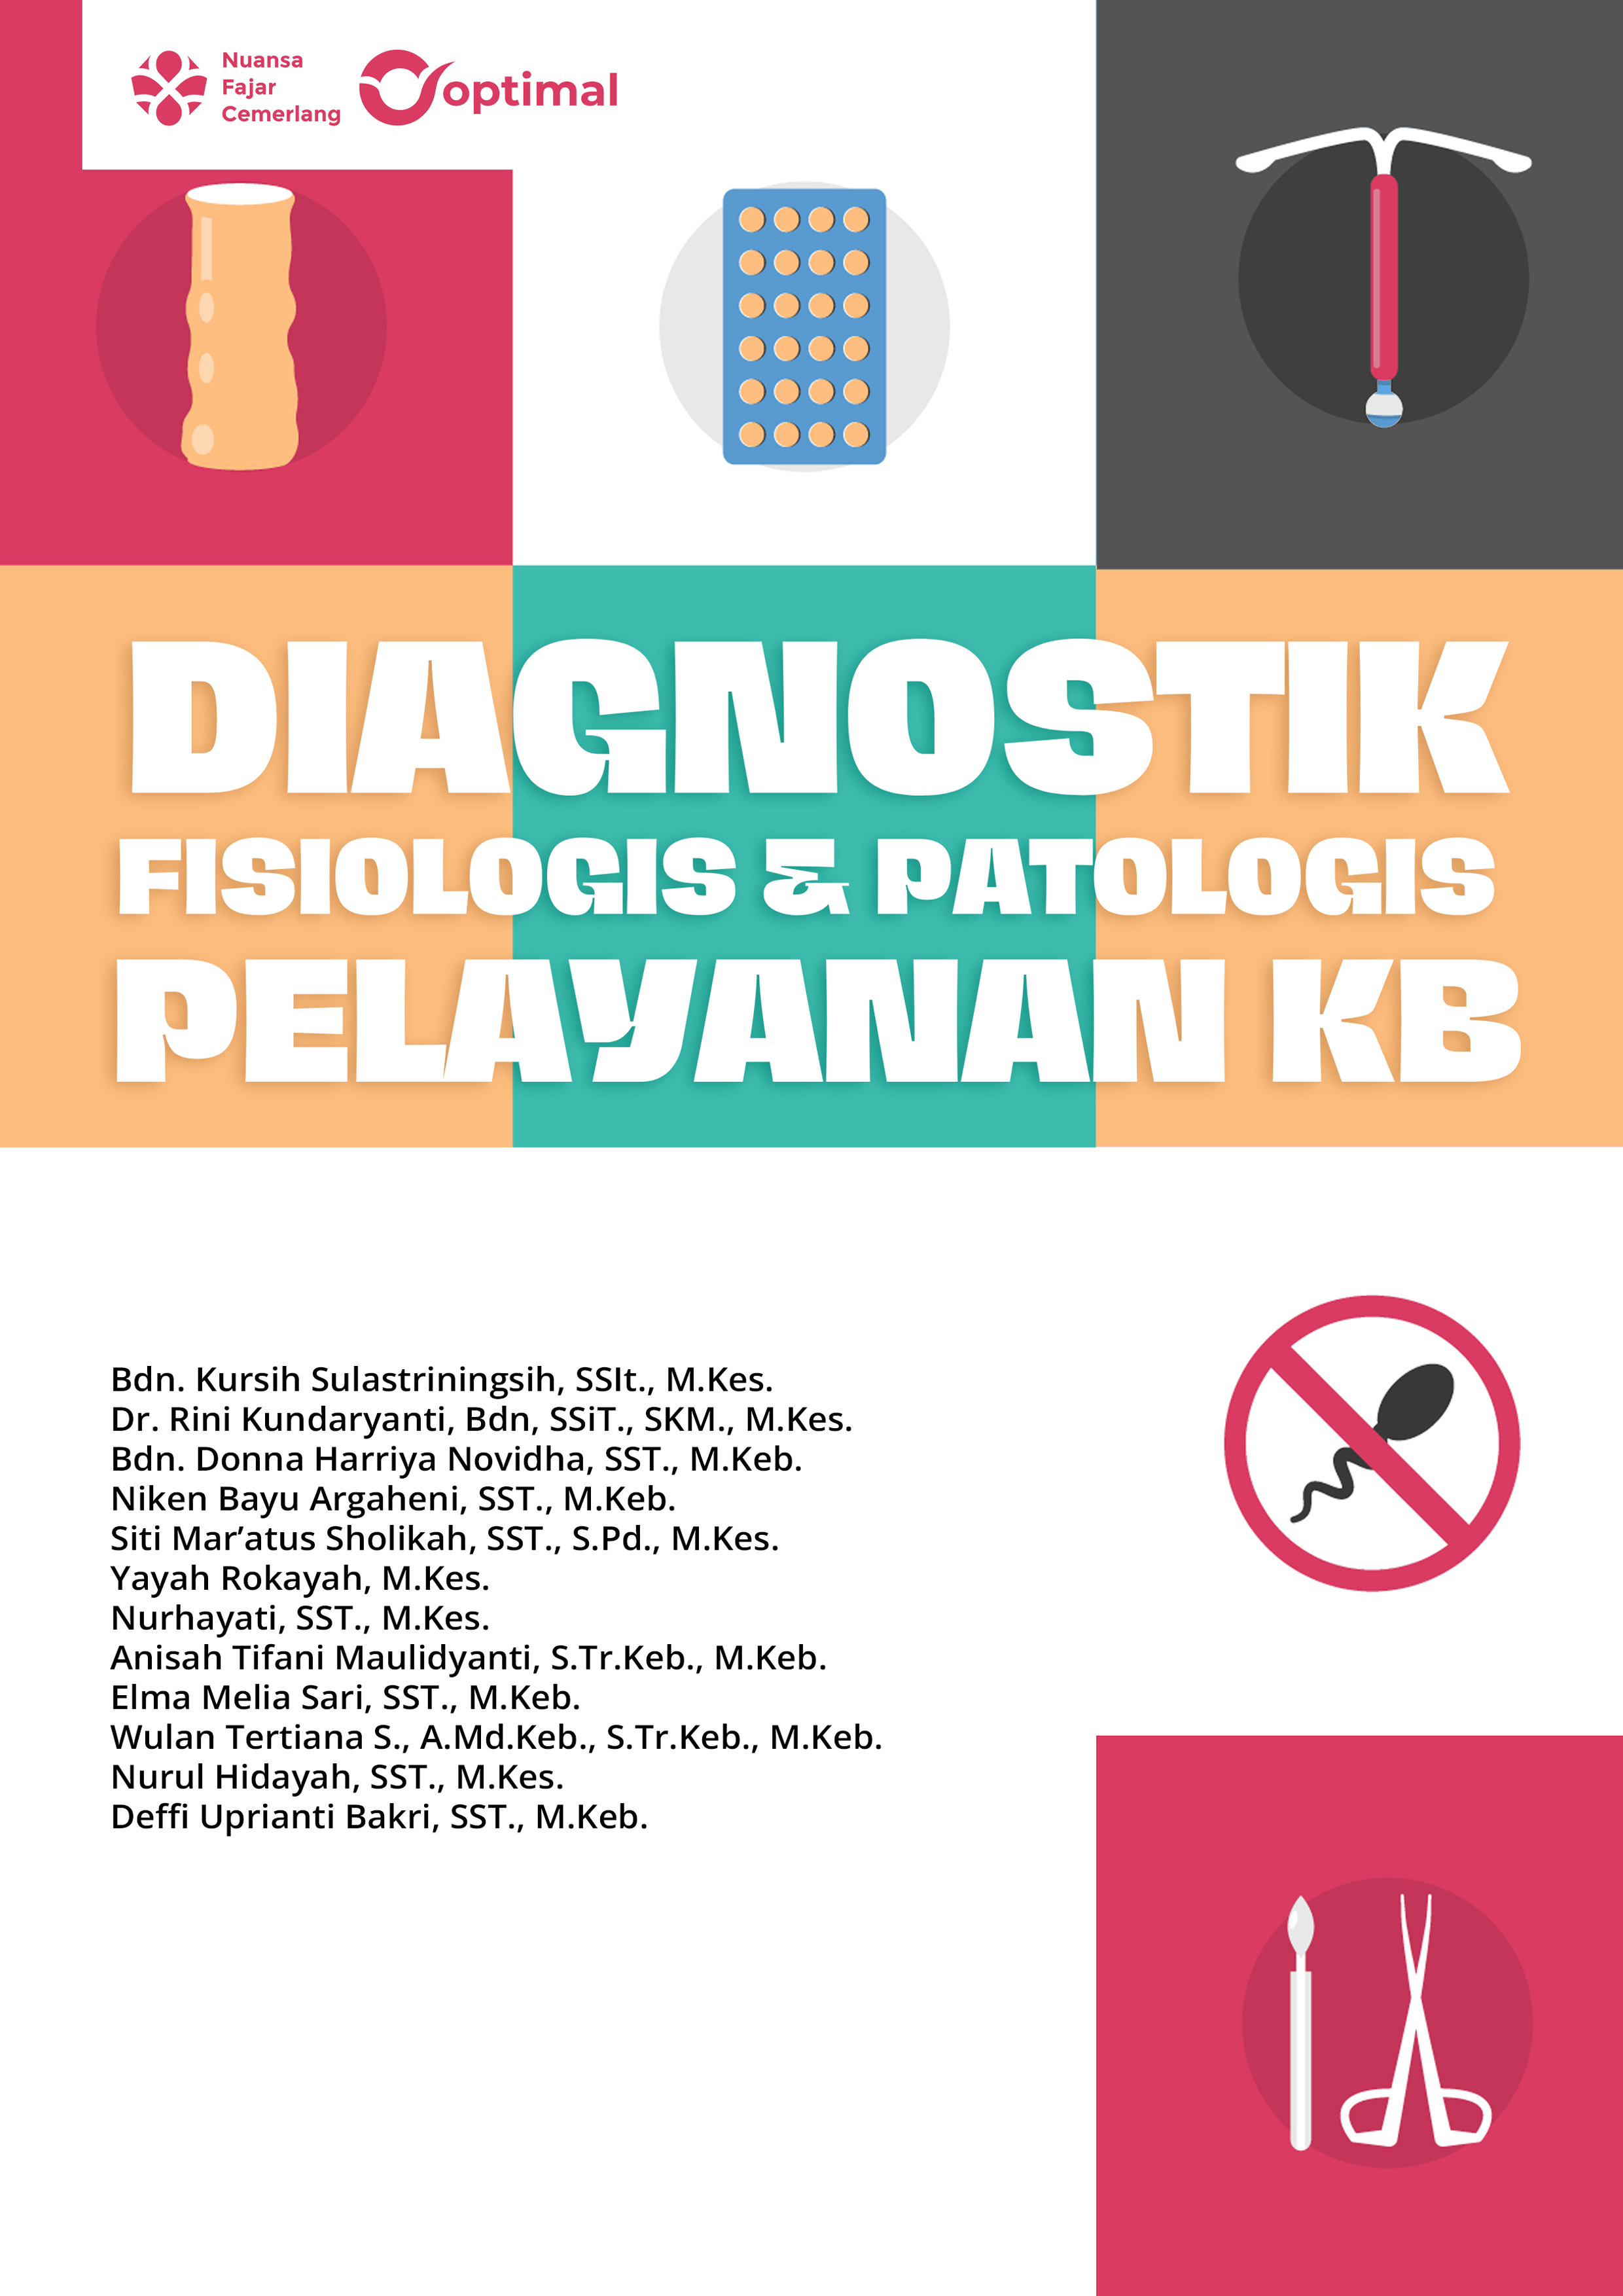 Nuansa
Fajar
Cemerlang
optimal
DIAGNOSTIK
FISIOLOGIS & PATOLOGIS
PELAYANAN KB
Bdn. Kursih Sulastriningsih, SSIt., M.Kes.
Dr. Rini Kundaryanti, Bdn, SSiT., SKM., M.Kes.
Bdn. Donna Harriya Novidha, SST., M.Keb.
Niken Bayu Argaheni, SST., M.Keb.
Siti Mar’atus Sholikah, SST., S.Pd., M.Kes.
Yayah Rokayah, M.Kes.
Nurhayati, SST., M.Kes.
Anisah Tifani Maulidyanti, S.Tr.Keb., M.Keb.
Elma Melia Sari, SST., M.Keb.
Wulan Tertiana S., A.Md.Keb., S.Tr.Keb., M.Keb.
Nurul Hidayah, SST., M.Kes.
Deffi Uprianti Bakri, SST., M.Keb.